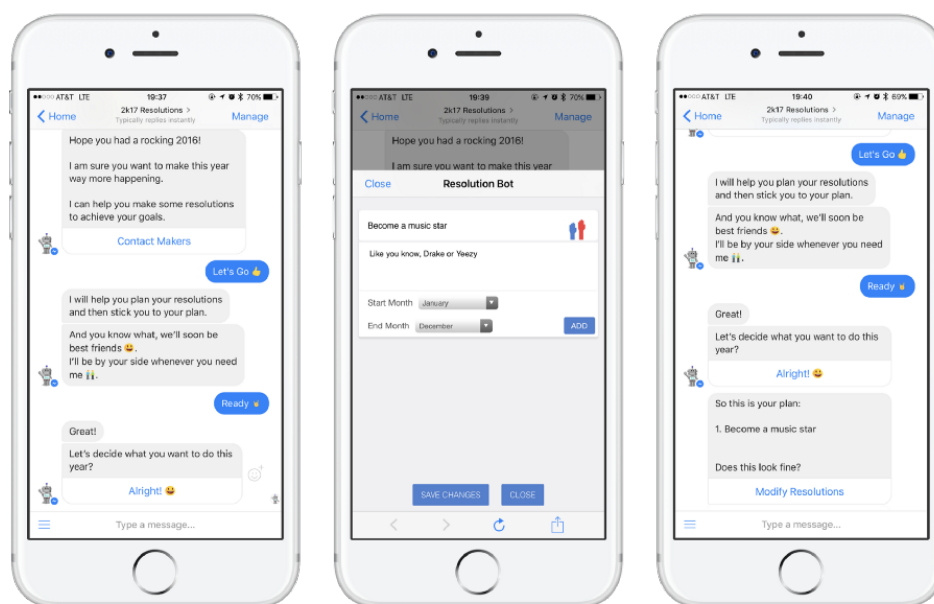 AT&T LTE 19:37 70%
Home 2k17 Resolutions > Manage
Typically replies instantly
Hope you had a rocking 2016!
I am sure you want to make this year
way more happening.
I can help you make some resolutions
to achieve your goals.
Contact Makers
Let's Go 👍
I will help you plan your resolutions
and then stick you to your plan.
And you know what, we'll soon be
best friends 😀.
I'll be by your side whenever you need
me 👬.
Ready 🤘
Great!
Let's decide what you want to do this
year?
Alright! 😀
Type a message...
AT&T LTE 19:39 70%
Home 2k17 Resolutions > Manage
Typically replies instantly
Hope you had a rocking 2016!
I am sure you want to make this year
Close Resolution Bot
Become a music star
Like you know, Drake or Yeezy
Start Month January
End Month December ADD
SAVE CHANGES CLOSE
AT&T LTE 19:40 69%
Home 2k17 Resolutions > Manage
Typically replies instantly
Let's Go 👍
I will help you plan your resolutions
and then stick you to your plan.
And you know what, we'll soon be
best friends 😀.
I'll be by your side whenever you need
me 👬.
Ready 🤘
Great!
Let's decide what you want to do this
year?
Alright! 😀
So this is your plan:
1. Become a music star
Does this look fine?
Modify Resolutions
Type a message...